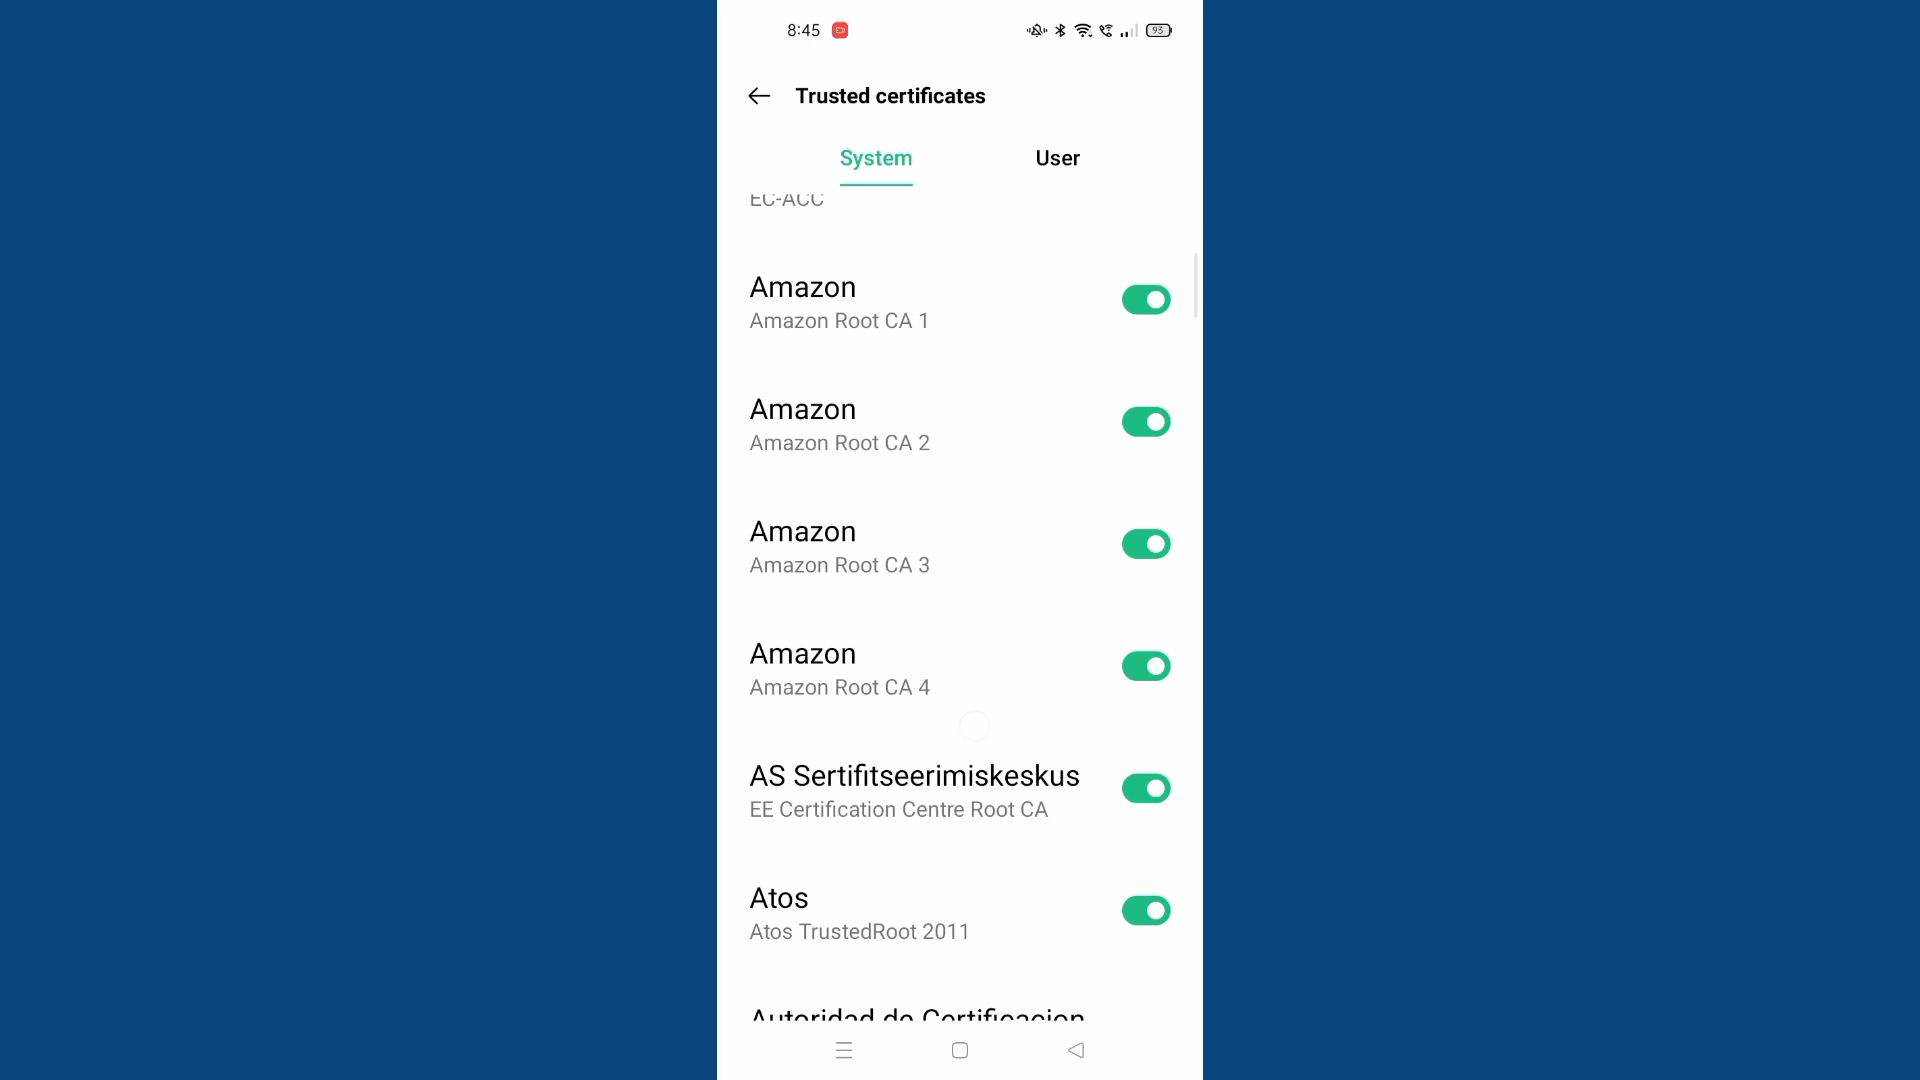 8:45
93
Trusted certificates
System
User
EC-ACC
Amazon
Amazon Root CA 1
Amazon
Amazon Root CA 2
Amazon
Amazon Root CA 3
Amazon
Amazon Root CA 4
AS Sertifitseerimiskeskus
EE Certification Centre Root CA
Atos
Atos TrustedRoot 2011
Autoridad de Certificacion